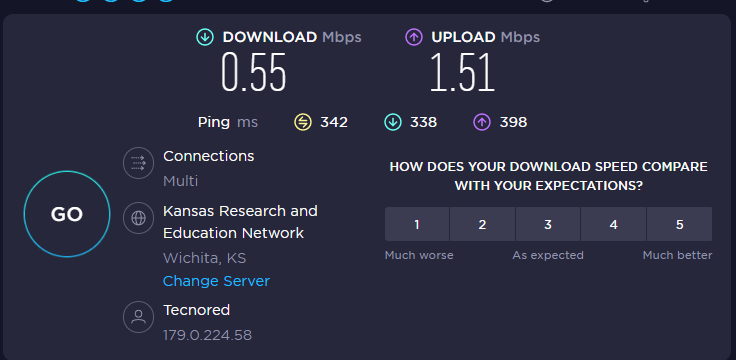 DOWNLOAD Mbps
UPLOAD Mbps
0.55
1.51
Ping ms 342 338 398
Connections
Multi
GO
Kansas Research and
Education Network
Wichita, KS
Change Server
Tecnored
179.0.224.58
HOW DOES YOUR DOWNLOAD SPEED COMPARE
WITH YOUR EXPECTATIONS?
1 2 3 4 5
Much worse As expected Much better